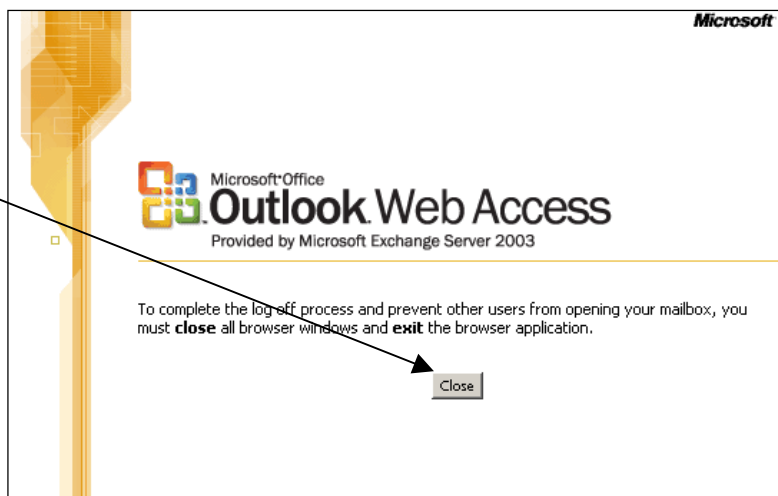 Microsoft
Microsoft Office
Outlook Web Access
Provided by Microsoft Exchange Server 2003
To complete the log off process and prevent other users from opening your mailbox, you
must close all browser windows and exit the browser application.
Close